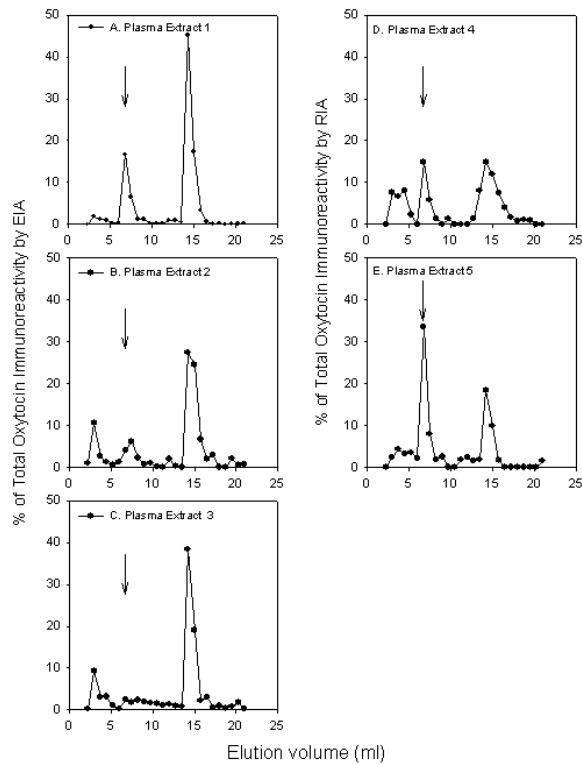 A. Plasma Extract 1
50
40
30
20
10
0
0 5 10 15 20 25
B. Plasma Extract 2
50
40
30
20
10
0
0 5 10 15 20 25
C. Plasma Extract 3
50
40
30
20
10
0
0 5 10 15 20 25
% of Total Oxytocin Immunoreactivity by EIA
D. Plasma Extract 4
50
40
30
20
10
0
0 5 10 15 20 25
E. Plasma Extract 5
50
40
30
20
10
0
0 5 10 15 20 25
% of Total Oxytocin Immunoreactivity by RIA
Elution volume (ml)